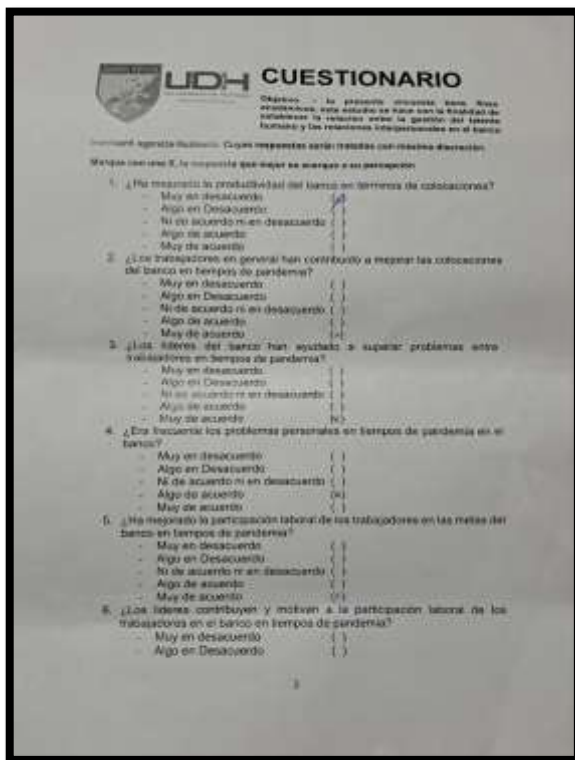 UDH
CUESTIONARIO
Objetivo. - la presente encuesta tiene fines
académicos, este estudio se hace con la finalidad de
establecer la relación entre la gestión del talento
humano y las relaciones interpersonales en el banco
agencia Huánuco. Cuyas respuestas serán tratadas con máxima discreción.
Marque con una X, la respuesta que mejor se acerque a su percepción
1. ¿Ha mejorado la productividad del banco en términos de colocaciones?
- Muy en desacuerdo (x)
- Algo en Desacuerdo ( )
- Ni de acuerdo ni en desacuerdo ( )
- Algo de acuerdo ( )
- Muy de acuerdo ( )
2. ¿Los trabajadores en general han contribuido a mejorar las colocaciones
del banco en tiempos de pandemia?
- Muy en desacuerdo ( )
- Algo en Desacuerdo ( )
- Ni de acuerdo ni en desacuerdo ( )
- Algo de acuerdo ( )
- Muy de acuerdo (x)
3. ¿Los líderes del banco han ayudado a superar problemas entre
trabajadores en tiempos de pandemia?
- Muy en desacuerdo ( )
- Algo en Desacuerdo ( )
- Ni de acuerdo ni en desacuerdo ( )
- Algo de acuerdo ( )
- Muy de acuerdo (x)
4. ¿Era frecuente los problemas personales en tiempos de pandemia en el
banco?
- Muy en desacuerdo ( )
- Algo en Desacuerdo ( )
- Ni de acuerdo ni en desacuerdo ( )
- Algo de acuerdo (x)
- Muy de acuerdo ( )
5. ¿Ha mejorado la participación laboral de los trabajadores en las metas del
banco en tiempos de pandemia?
- Muy en desacuerdo ( )
- Algo en Desacuerdo ( )
- Ni de acuerdo ni en desacuerdo ( )
- Algo de acuerdo ( )
- Muy de acuerdo (x)
6. ¿Los líderes contribuyen y motivan a la participación laboral de los
trabajadores en el banco en tiempos de pandemia?
- Muy en desacuerdo ( )
- Algo en Desacuerdo ( )